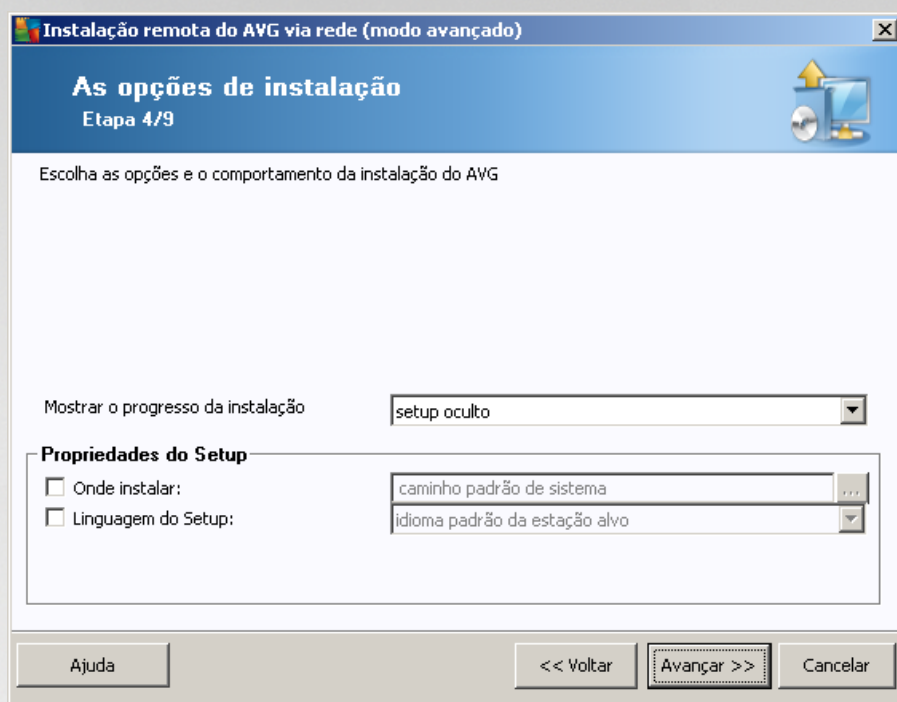 Instalação remota do AVG via rede (modo avançado)
As opções de instalação
Etapa 4/9
Escolha as opções e o comportamento da instalação do AVG
Mostrar o progresso da instalação setup oculto
Propriedades do Setup
Onde instalar: caminho padrão de sistema ...
Linguagem do Setup: idioma padrão da estação alvo
Ajuda << Voltar Avançar >> Cancelar